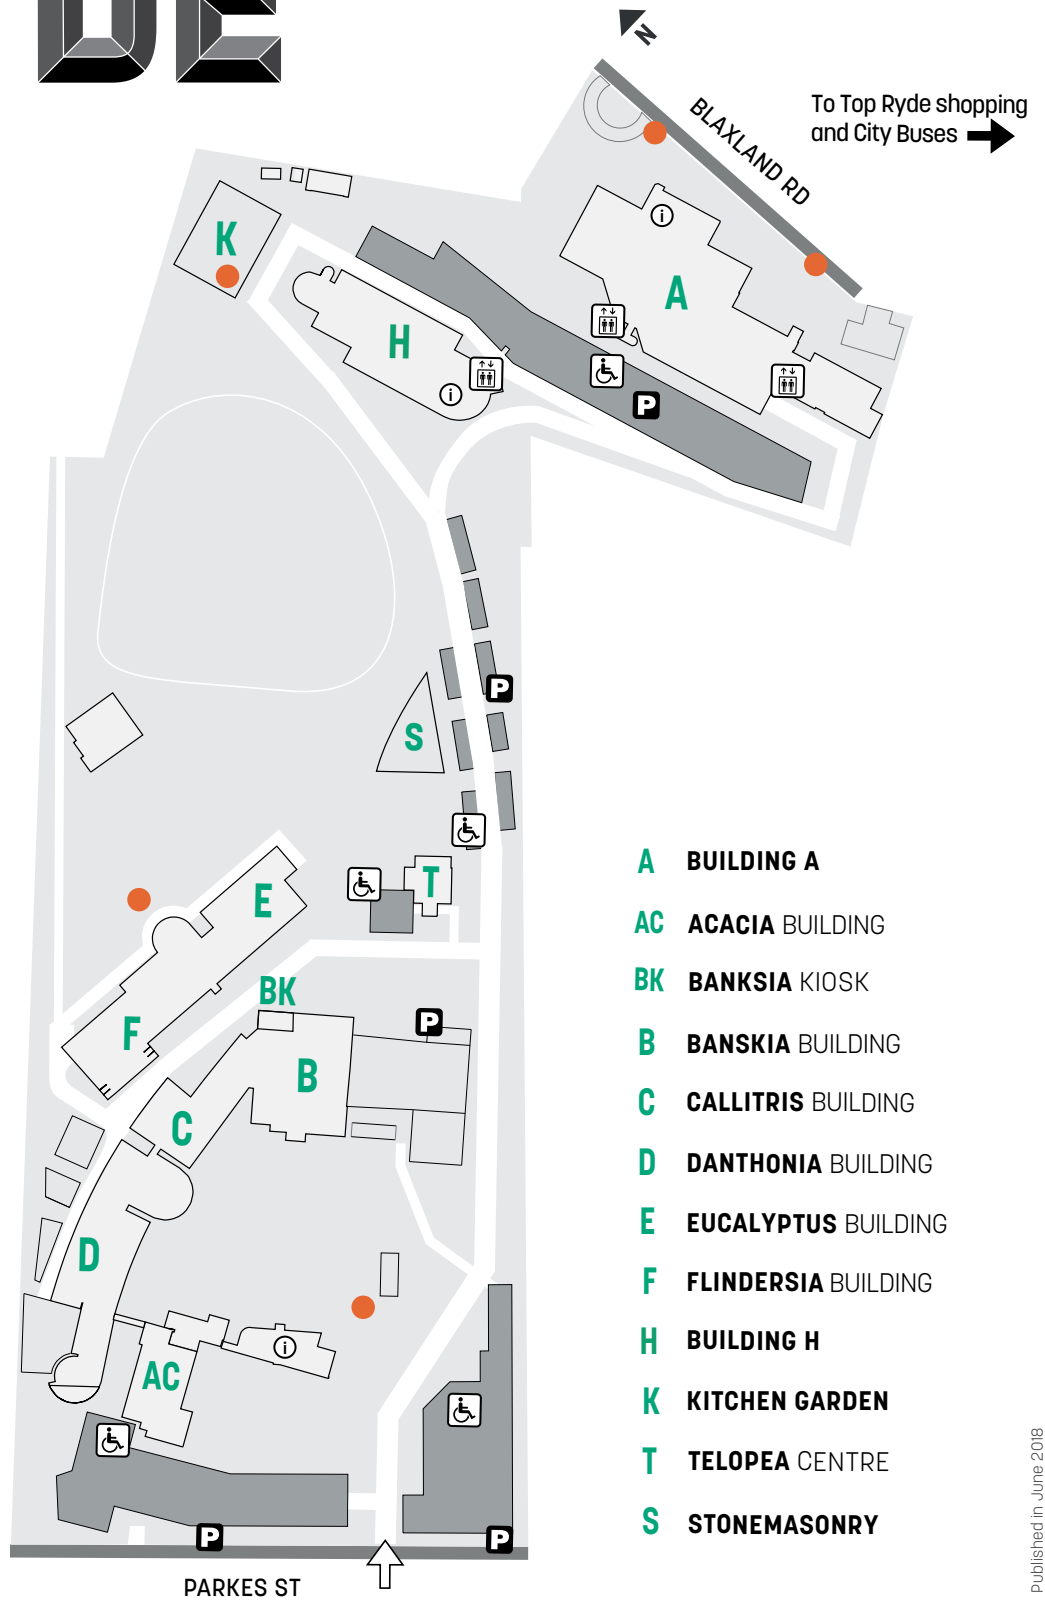 DE
N
To Top Ryde shopping
and City Buses
BLAXLAND RD
K
i
A
H
i
P
P
S
T
E
BK
F
P
B
C
D
i
AC
P
P
PARKES ST
A BUILDING A
AC ACACIA BUILDING
BK BANKSIA KIOSK
B BANSKIA BUILDING
C CALLITRIS BUILDING
D DANTHONIA BUILDING
E EUCALYPTUS BUILDING
F FLINDERSIA BUILDING
H BUILDING H
K KITCHEN GARDEN
T TELOPEA CENTRE
S STONEMASONRY
Published in June 2018